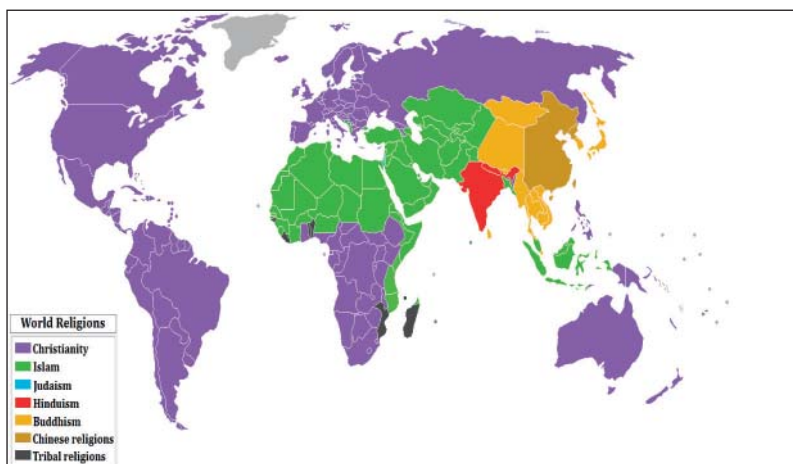 World Religions
Christianity
Islam
Judaism
Hinduism
Buddhism
Chinese religions
Tribal religions